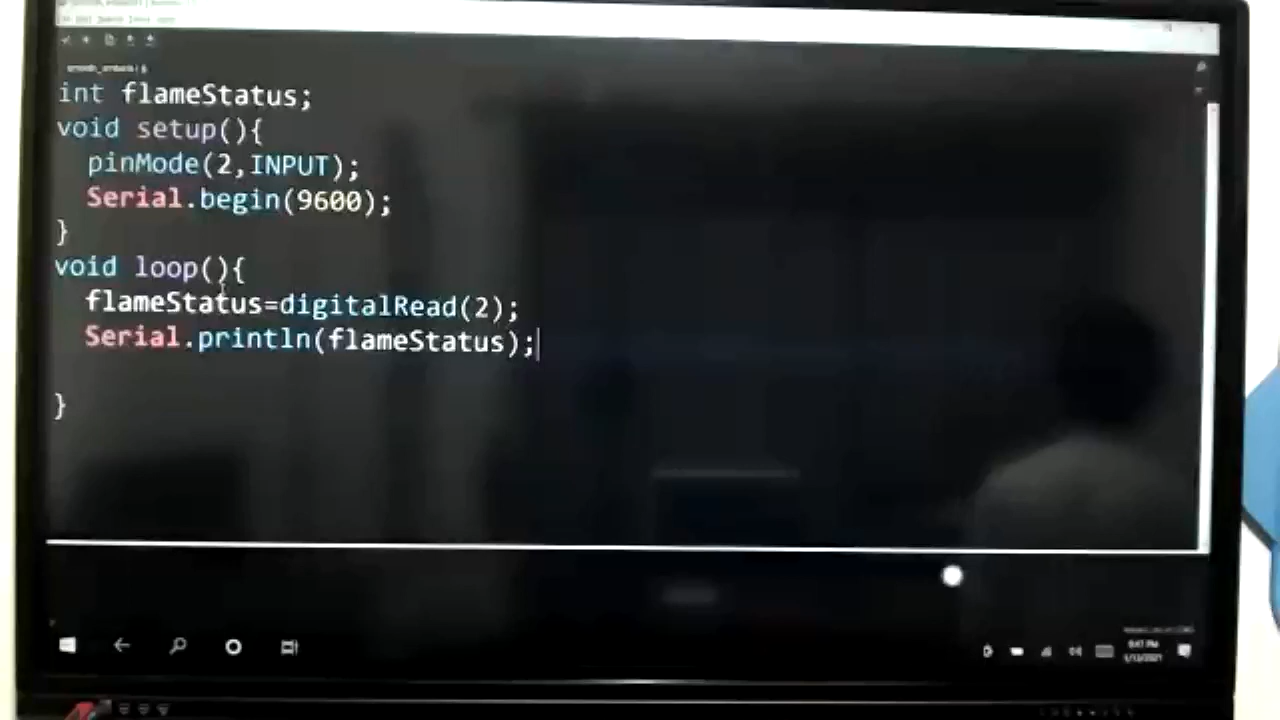 int flameStatus;
void setup(){
  pinMode(2,INPUT);
  Serial.begin(9600);
}
void loop(){
  flameStatus=digitalRead(2);
  Serial.println(flameStatus);
}